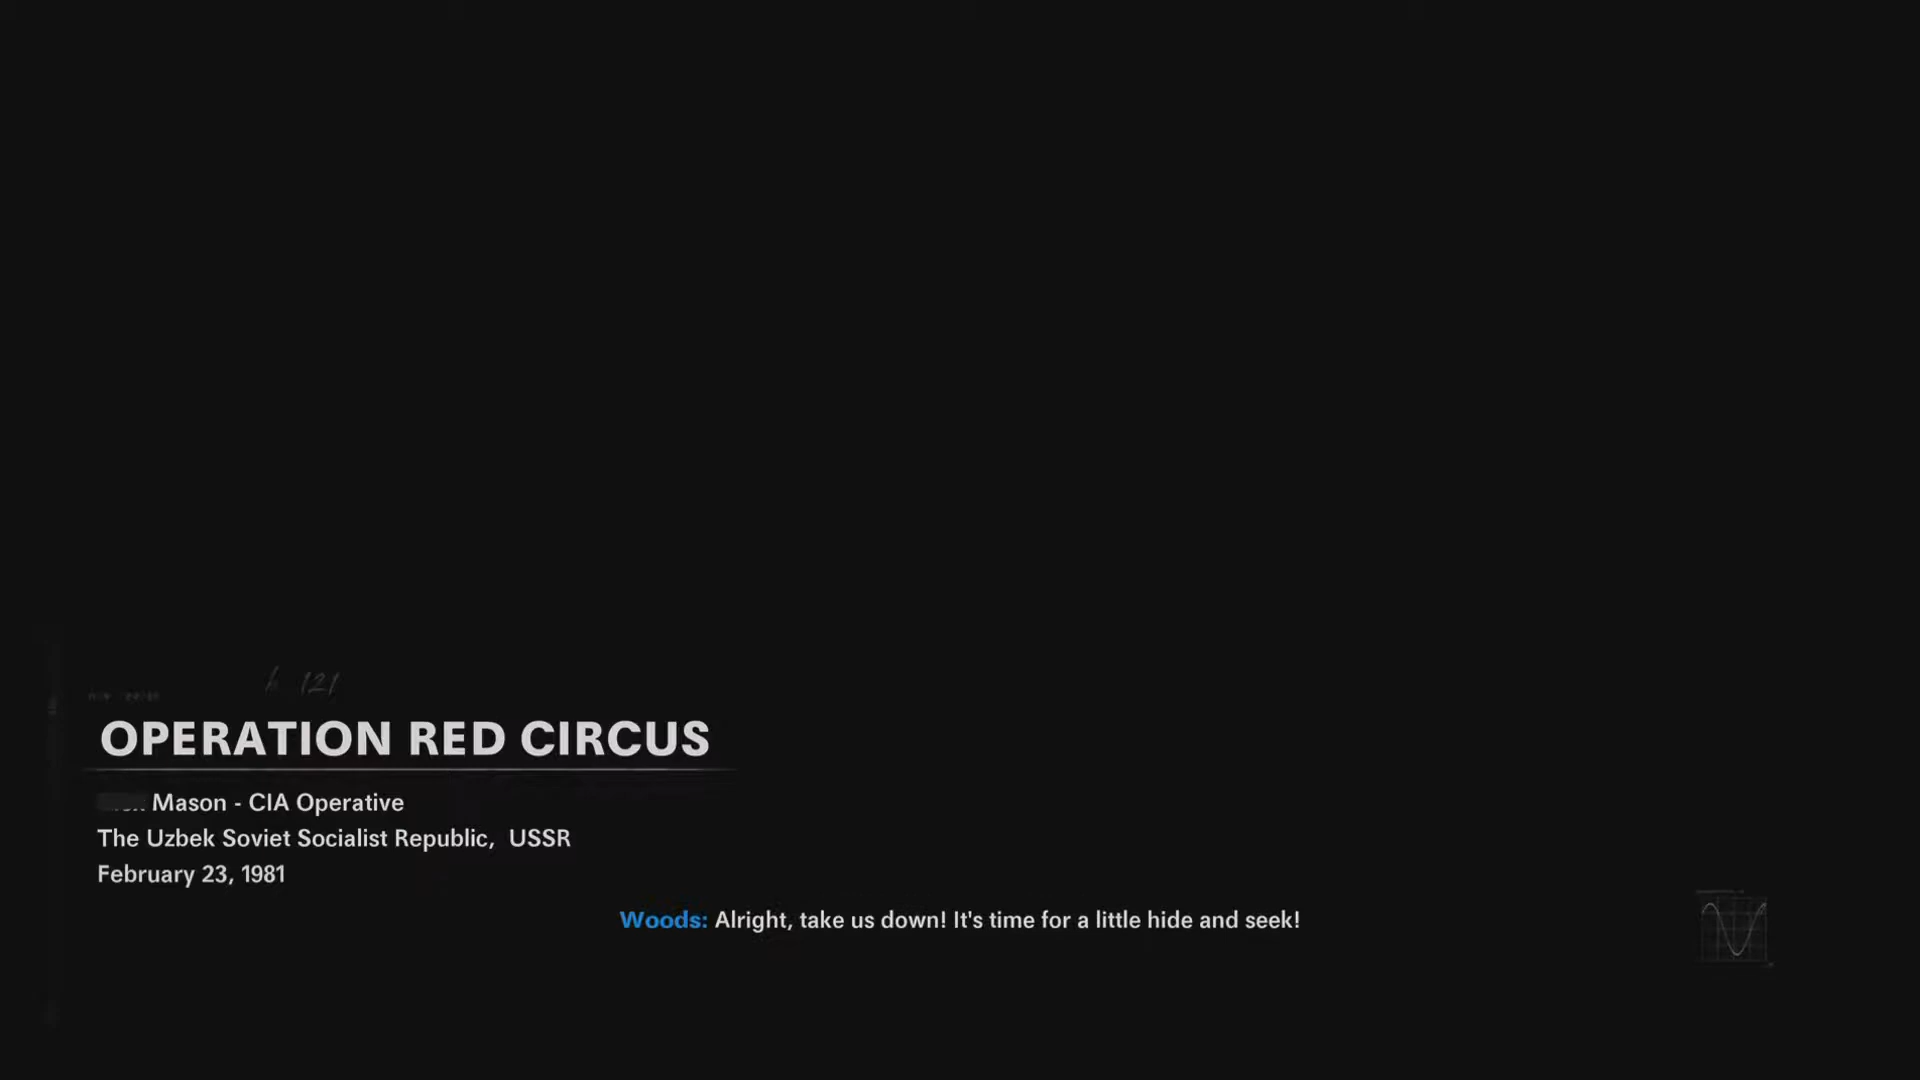 121
OPERATION RED CIRCUS
Mason - CIA Operative
The Uzbek Soviet Socialist Republic, USSR
February 23, 1981
Woods: Alright, take us down! It's time for a little hide and seek!